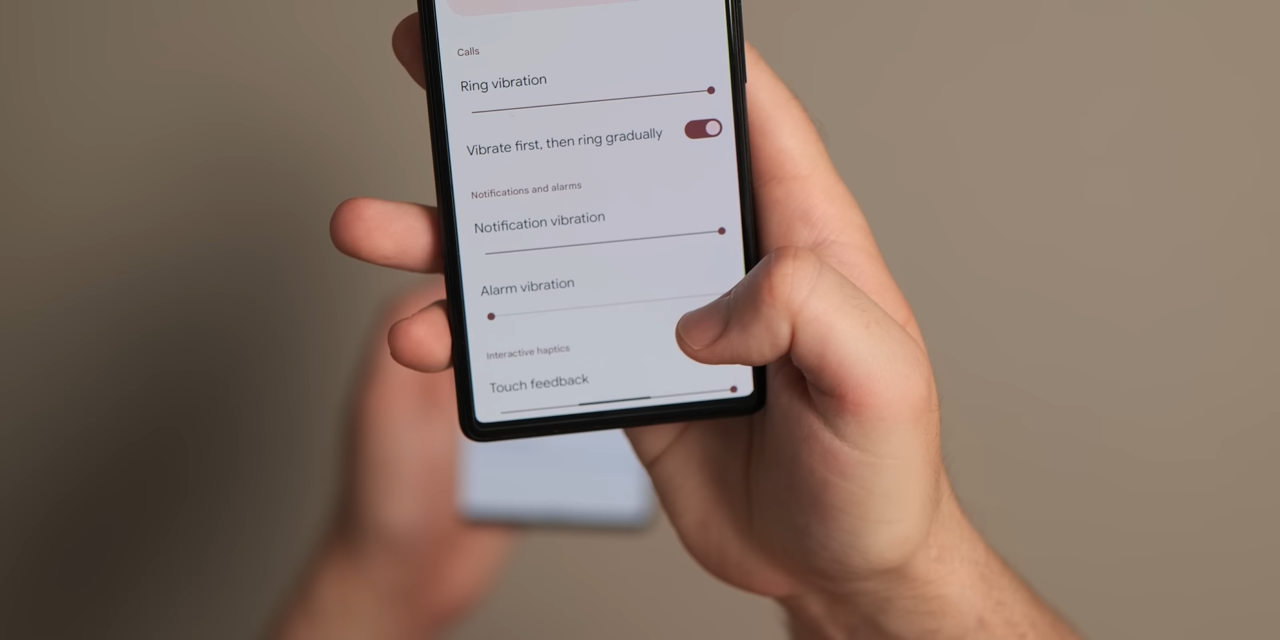 Calls
Ring vibration
Vibrate first, then ring gradually
Notifications and alarms
Notification vibration
Alarm vibration
Interactive haptics
Touch feedback